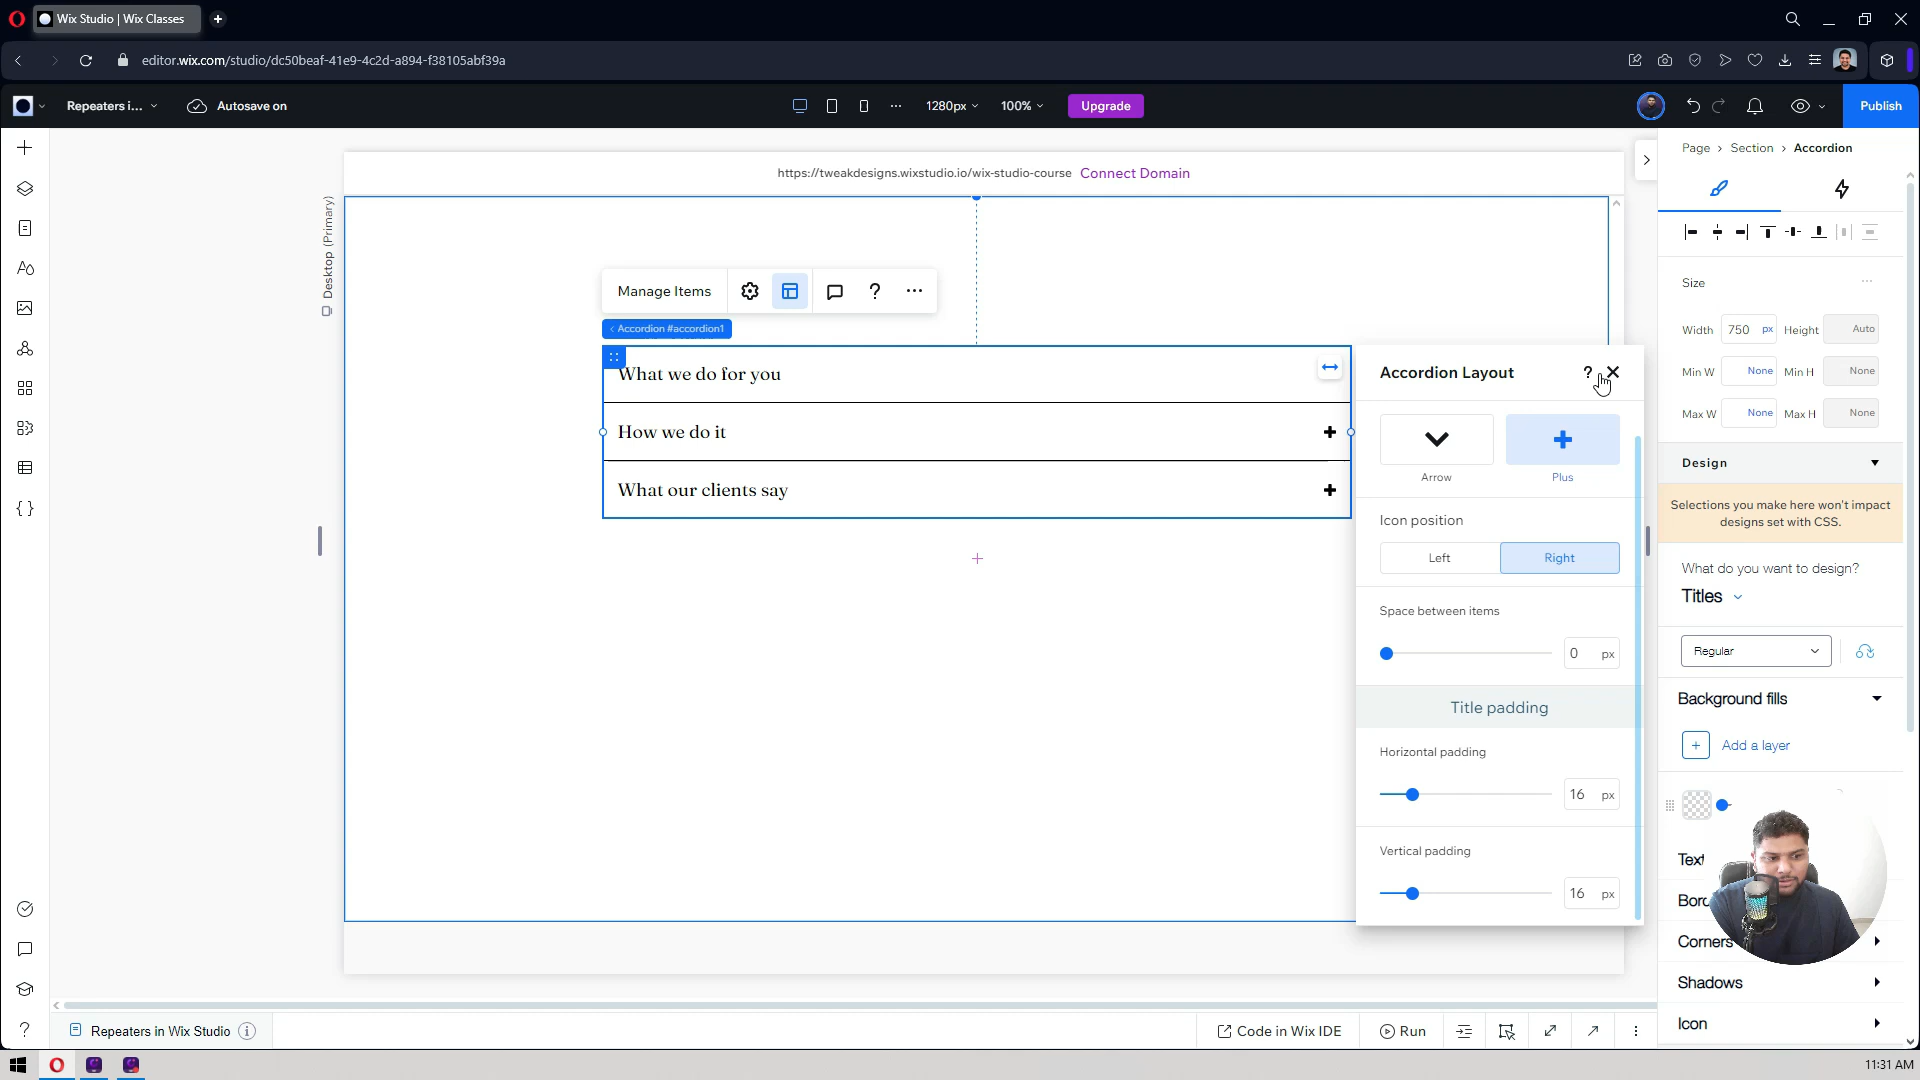 Wix Studio | Wix Classes
editor.wix.com/studio/dc50beaf-41e9-4c2d-a894-f38105abf39a
Repeaters i...
Autosave on
1280px
100%
Upgrade
Publish
https://tweakdesigns.wixstudio.io/wix-studio-course Connect Domain
Desktop (Primary)
Manage Items
Accordion #accordion1
What we do for you
How we do it
What our clients say
Accordion Layout
Arrow
Plus
Icon position
Left
Right
Space between items
0 px
Title padding
Horizontal padding
16 px
Vertical padding
16 px
Page > Section > Accordion
Size
Width 750 px Height Auto
Min W None Min H None
Max W None Max H None
Design
Selections you make here won't impact
designs set with CSS.
What do you want to design?
Titles
Regular
Background fills
Add a layer
Corners
Shadows
Icon
Repeaters in Wix Studio
Code in Wix IDE
Run
11:31 AM